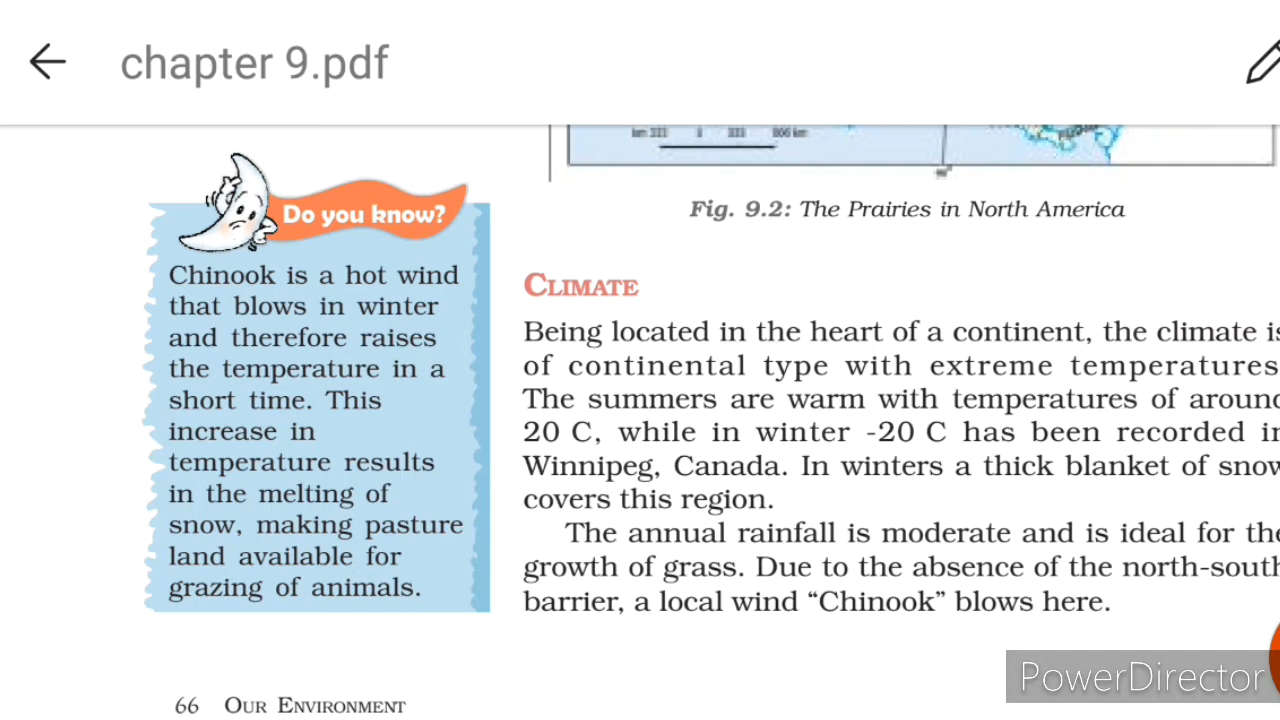 chapter 9.pdf
km 333 0 333 666 km
Fig. 9.2: The Prairies in North America
Do you know?
Chinook is a hot wind
that blows in winter
and therefore raises
the temperature in a
short time. This
increase in
temperature results
in the melting of
snow, making pasture
land available for
grazing of animals.
CLIMATE
Being located in the heart of a continent, the climate is
of continental type with extreme temperatures
The summers are warm with temperatures of around
20 C, while in winter -20 C has been recorded in
Winnipeg, Canada. In winters a thick blanket of snow
covers this region.
The annual rainfall is moderate and is ideal for the
growth of grass. Due to the absence of the north-south
barrier, a local wind “Chinook” blows here.
66 OUR ENVIRONMENT
PowerDirector